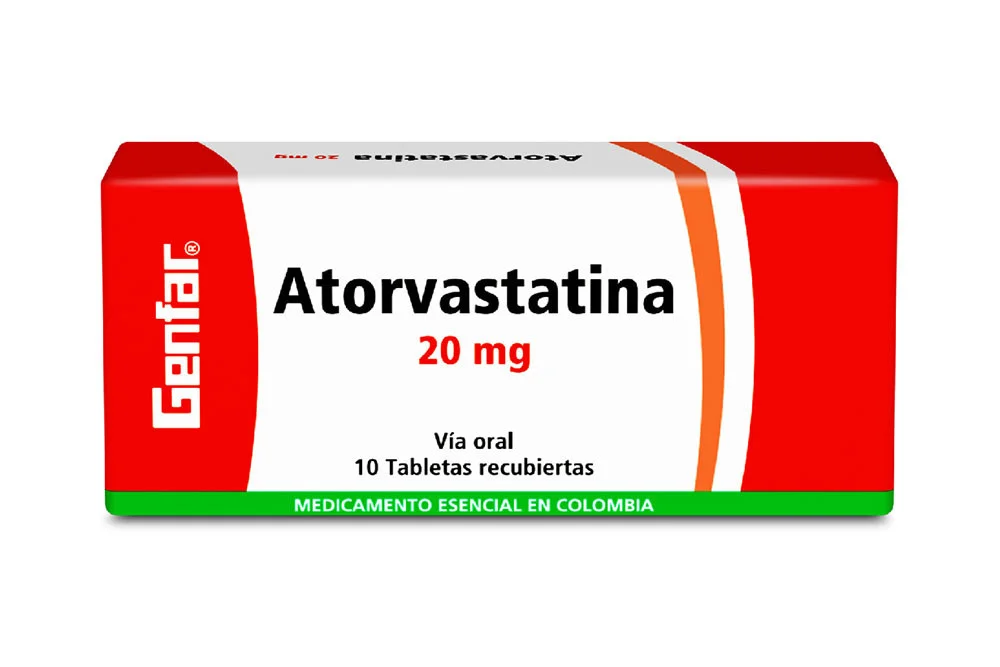 Atorvastatina 20 mg
Genfar®
Atorvastatina
20 mg
Vía oral
10 Tabletas recubiertas
MEDICAMENTO ESENCIAL EN COLOMBIA